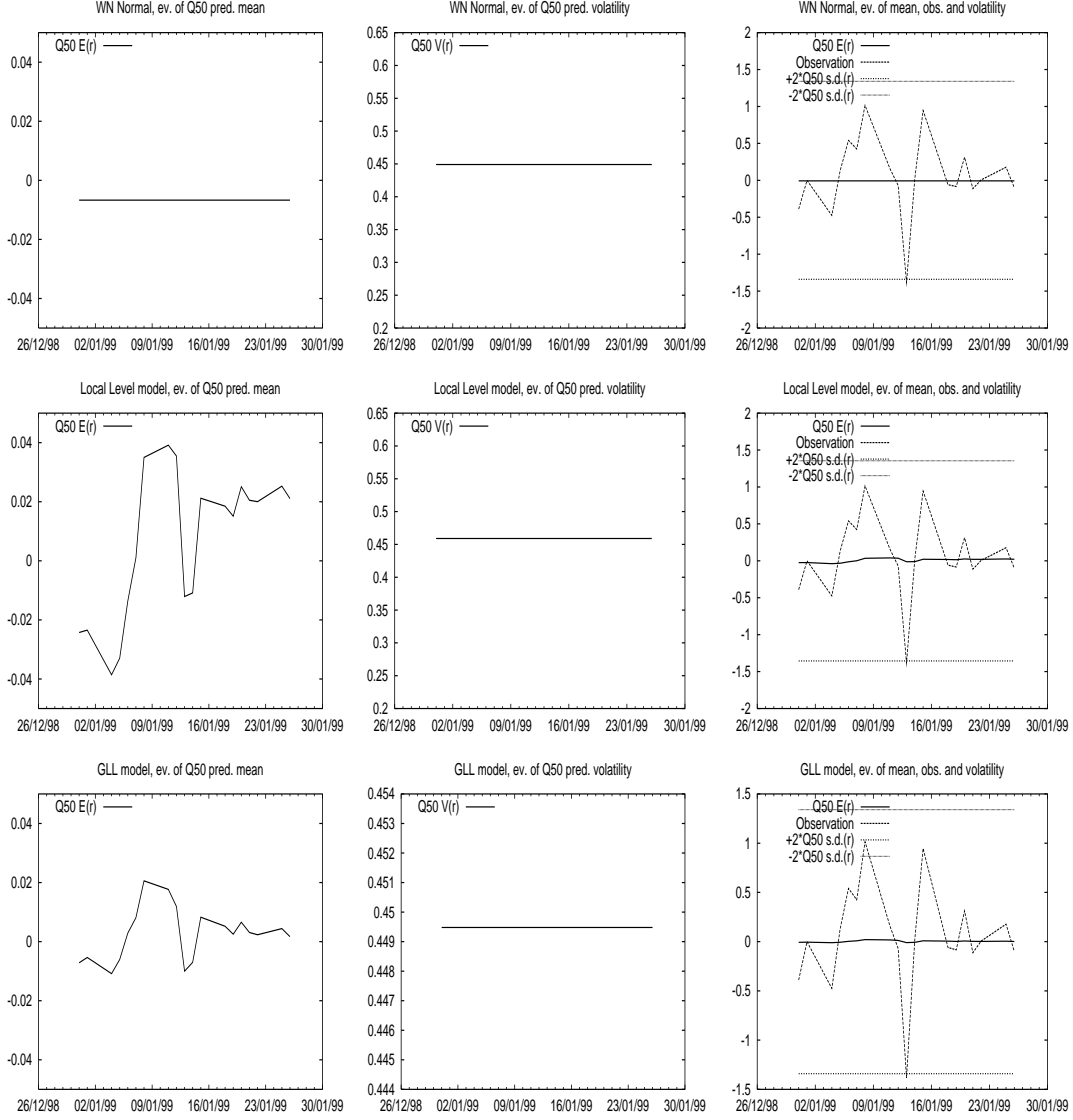 WN Normal, ev. of Q50 pred. mean
Q50 E(r)
0.04
0.02
0
-0.02
-0.04
26/12/98 02/01/99 09/01/99 16/01/99 23/01/99 30/01/99
WN Normal, ev. of Q50 pred. volatility
Q50 V(r)
0.65
0.6
0.55
0.5
0.45
0.4
0.35
0.3
0.25
0.2
26/12/98 02/01/99 09/01/99 16/01/99 23/01/99 30/01/99
WN Normal, ev. of mean, obs. and volatility
Q50 E(r)
Observation
+2*Q50 s.d.(r)
-2*Q50 s.d.(r)
2
1.5
1
0.5
0
-0.5
-1
-1.5
-2
26/12/98 02/01/99 09/01/99 16/01/99 23/01/99 30/01/99
Local Level model, ev. of Q50 pred. mean
Q50 E(r)
0.04
0.02
0
-0.02
-0.04
26/12/98 02/01/99 09/01/99 16/01/99 23/01/99 30/01/99
Local Level model, ev. of Q50 pred. volatility
Q50 V(r)
0.65
0.6
0.55
0.5
0.45
0.4
0.35
0.3
0.25
0.2
26/12/98 02/01/99 09/01/99 16/01/99 23/01/99 30/01/99
Local Level model, ev. of mean, obs. and volatility
Q50 E(r)
Observation
+2*Q50 s.d.(r)
-2*Q50 s.d.(r)
2
1.5
1
0.5
0
-0.5
-1
-1.5
-2
26/12/98 02/01/99 09/01/99 16/01/99 23/01/99 30/01/99
GLL model, ev. of Q50 pred. mean
Q50 E(r)
0.04
0.02
0
-0.02
-0.04
26/12/98 02/01/99 09/01/99 16/01/99 23/01/99 30/01/99
GLL model, ev. of Q50 pred. volatility
Q50 V(r)
0.454
0.453
0.452
0.451
0.45
0.449
0.448
0.447
0.446
0.445
0.444
26/12/98 02/01/99 09/01/99 16/01/99 23/01/99 30/01/99
GLL model, ev. of mean, obs. and volatility
Q50 E(r)
Observation
+2*Q50 s.d.(r)
-2*Q50 s.d.(r)
1.5
1
0.5
0
-0.5
-1
-1.5
26/12/98 02/01/99 09/01/99 16/01/99 23/01/99 30/01/99